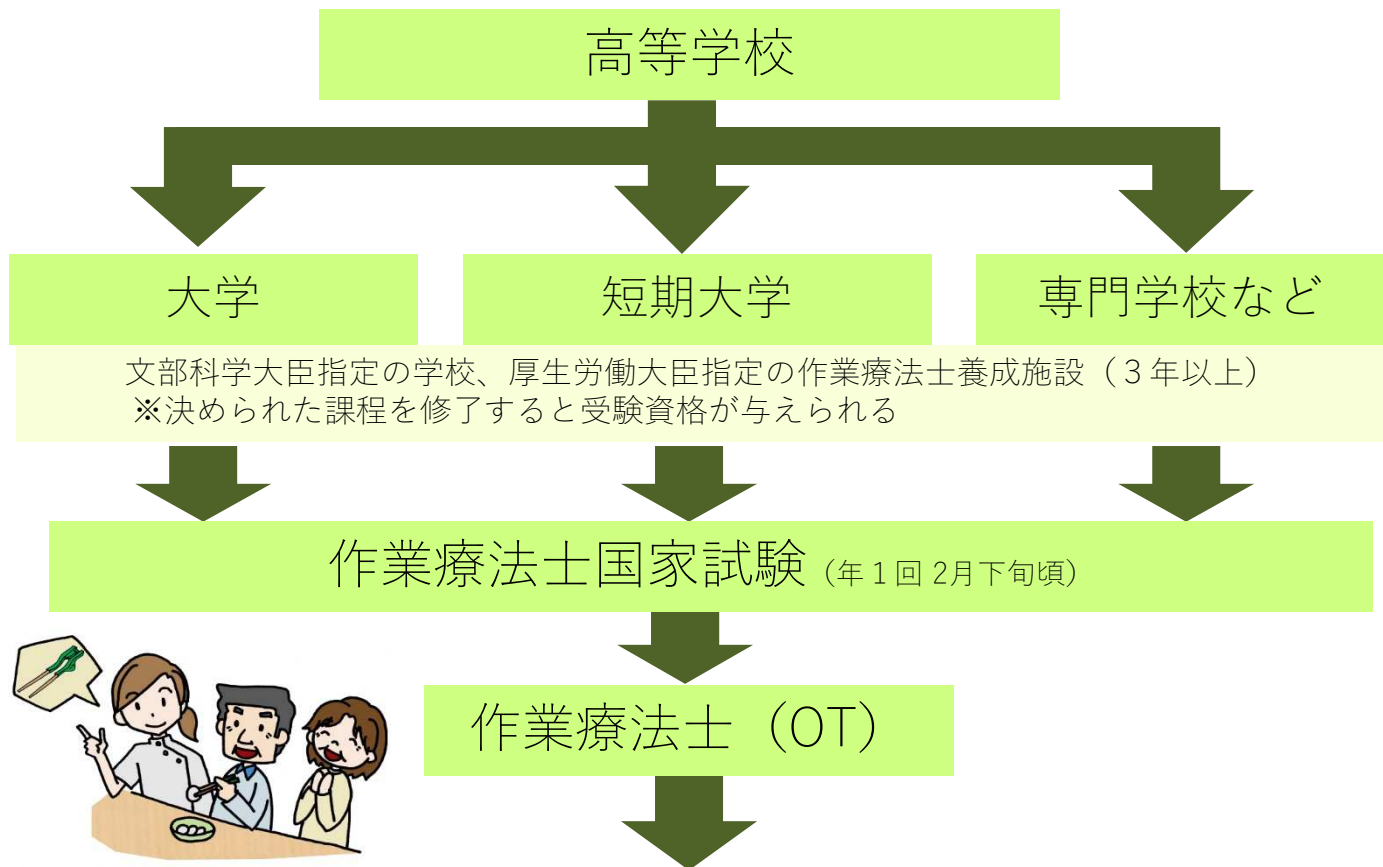 高等学校
大学
短期大学
専門学校など
文部科学大臣指定の学校、厚生労働大臣指定の作業療法士養成施設（３年以上）
※決められた課程を修了すると受験資格が与えられる
作業療法士国家試験（年１回 2月下旬頃）
作業療法士（OT）